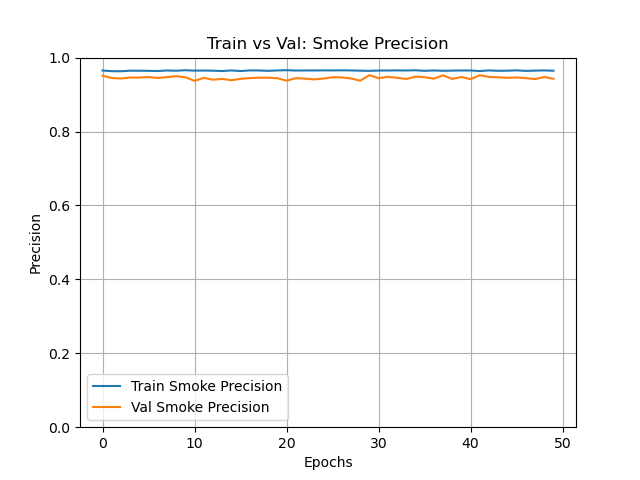 Train vs Val: Smoke Precision
1.0
0.8
0.6
0.4
0.2
0.0
Precision
Train Smoke Precision
Val Smoke Precision
0 10 20 30 40 50
Epochs